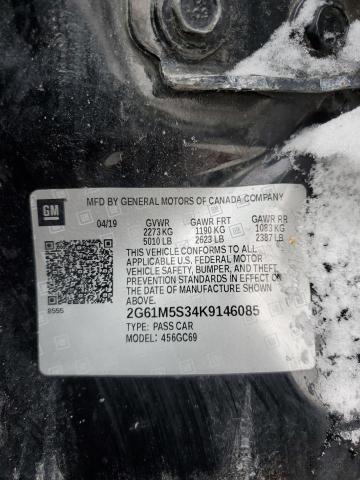 MFD BY GENERAL MOTORS OF CANADA COMPANY
GM
04/19 GVWR GAWR FRT GAWR RR
2273 KG 1190 KG 1083 KG
5010 LB 2623 LB 2387 LB
THIS VEHICLE CONFORMS TO ALL
APPLICABLE U.S. FEDERAL MOTOR
VEHICLE SAFETY, BUMPER, AND THEFT
PREVENTION STANDARDS IN EFFECT ON THE
DATE OF MANUFACTURE SHOWN ABOVE.
8555
2G61M5S34K9146085
TYPE: PASS CAR
MODEL: 456GC69